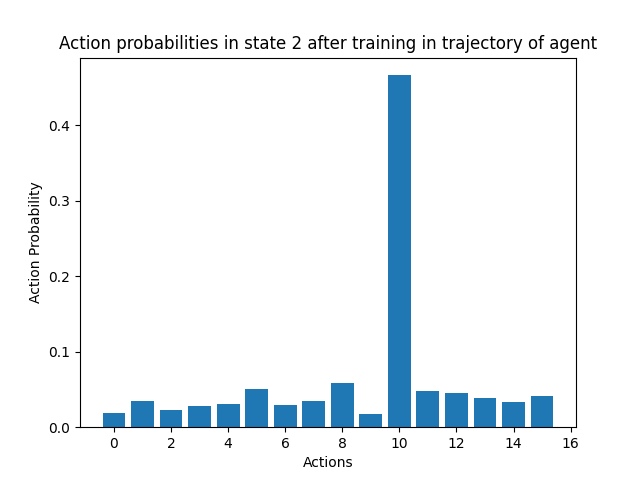 Action probabilities in state 2 after training in trajectory of agent
0.4
0.3
0.2
0.1
0.0
Action Probability
0 2 4 6 8 10 12 14 16
Actions